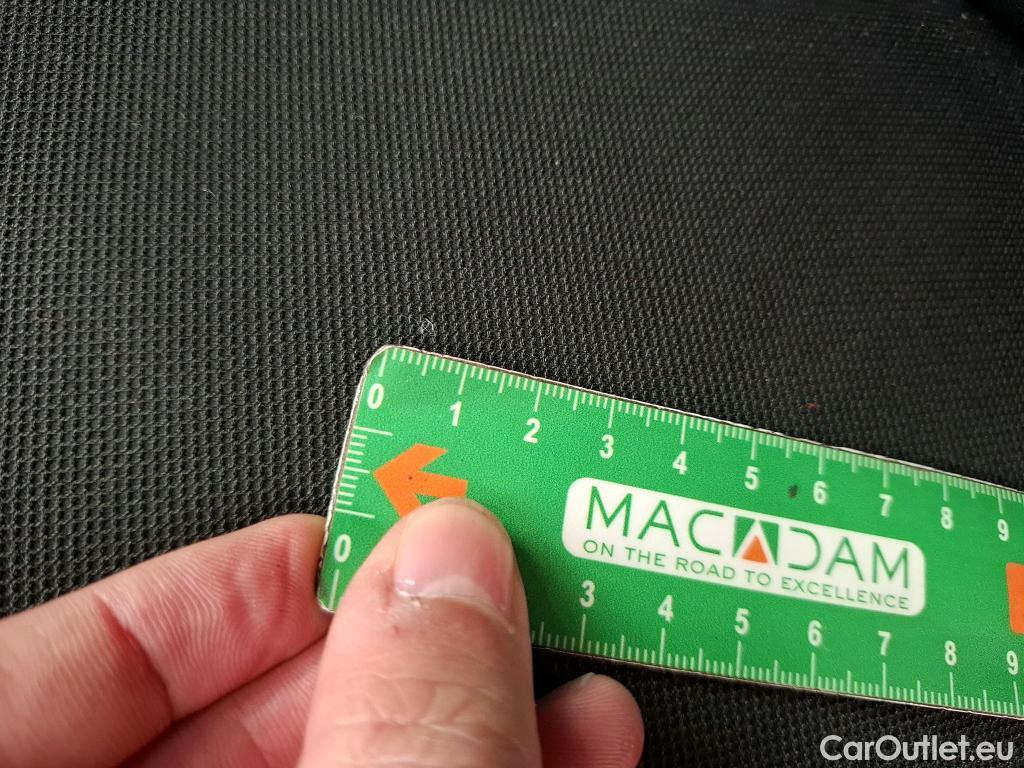 0 1 2 3 4 5 6 7 8 9
MACADAM
ON THE ROAD TO EXCELLENCE
0 3 4 5 6 7 8 9
CarOutlet.eu